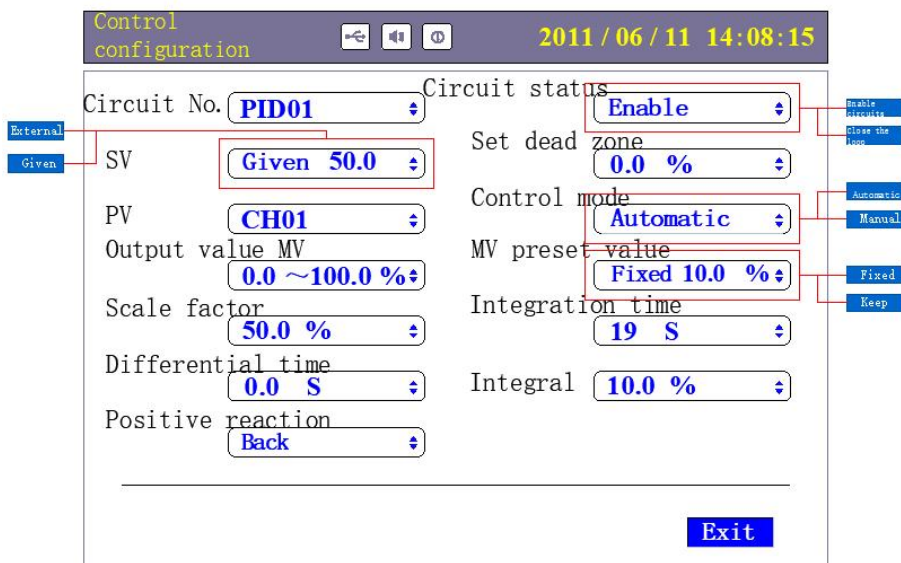 Control
configuration
2011 / 06 / 11 14:08:15
Circuit No. PID01
Circuit status Enable
Enable circuits
Close the loop
External
Given
SV Given 50.0
Set dead zone 0.0 %
PV CH01
Control mode Automatic
Automatic
Manual
Output value MV 0.0 ~100.0 %
MV preset value Fixed 10.0 %
Fixed
Keep
Scale factor 50.0 %
Integration time 19 S
Differential time 0.0 S
Integral 10.0 %
Positive reaction Back
Exit